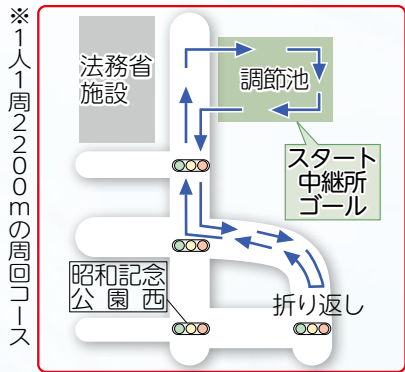 ※1人1周2200mの周回コース
法務省
施設
調節池
スタート
中継所
ゴール
昭和記念
公園西
折り返し